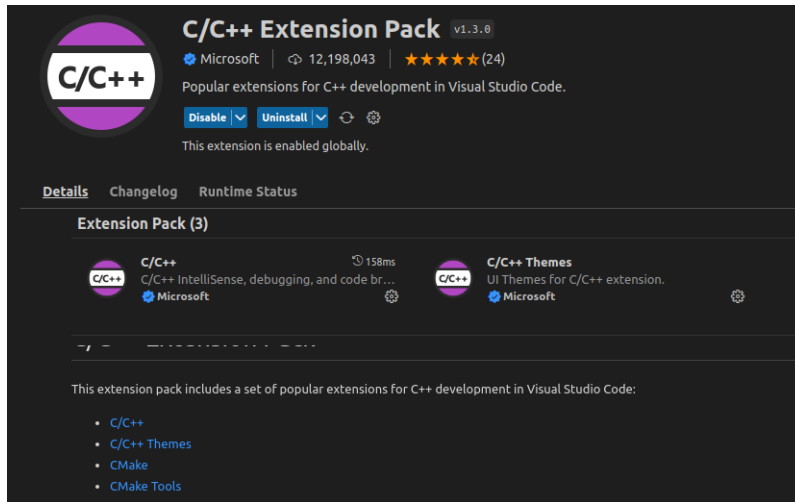 C/C++ Extension Pack v1.3.0
Microsoft 12,198,043 (24)
C/C++
Popular extensions for C++ development in Visual Studio Code.
Disable Uninstall
This extension is enabled globally.
Details Changelog Runtime Status
Extension Pack (3)
C/C++ 158ms
C/C++
C/C++ IntelliSense, debugging, and code br...
Microsoft
C/C++ Themes
C/C++
UI Themes for C/C++ extension.
Microsoft
This extension pack includes a set of popular extensions for C++ development in Visual Studio Code:
• C/C++
• C/C++ Themes
• CMake
• CMake Tools